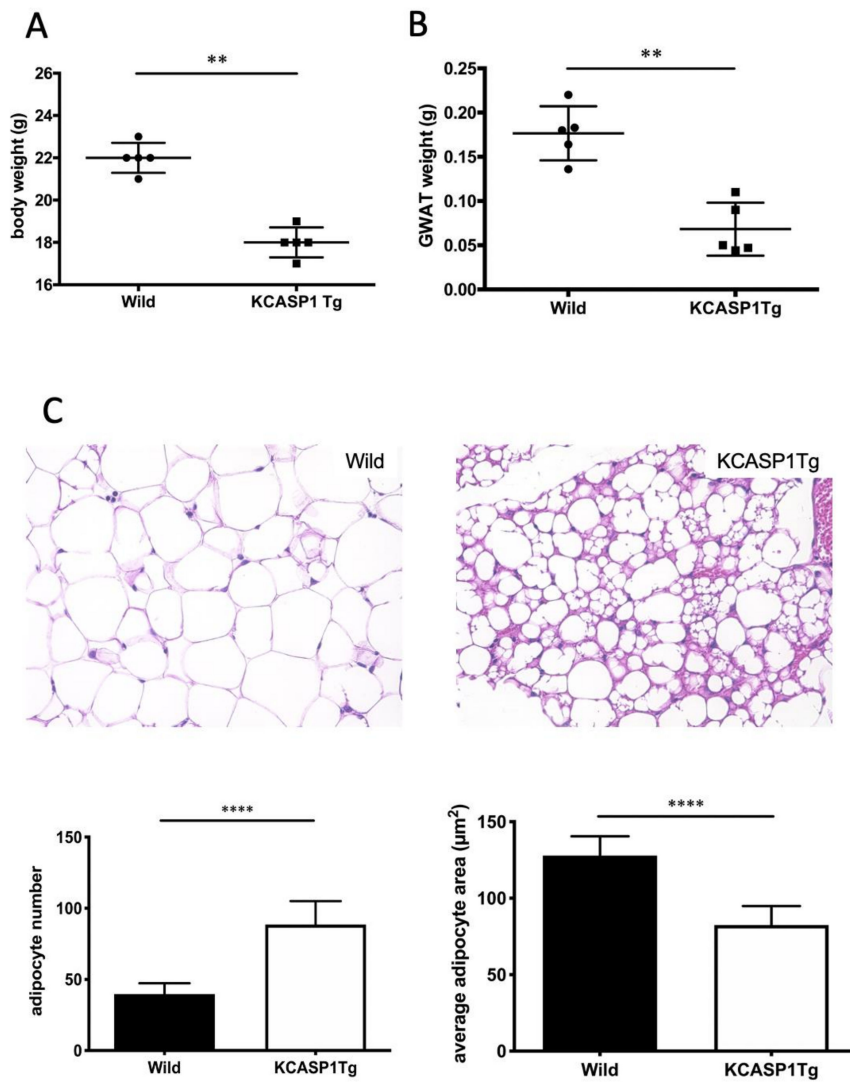 A
**
body weight (g)
26
24
22
20
18
16
Wild
KCASP1 Tg
B
**
GWAT weight (g)
0.25
0.20
0.15
0.10
0.05
0.00
Wild
KCASP1Tg
C
Wild
KCASP1Tg
****
adipocyte number
150
100
50
0
Wild
KCASP1Tg
****
average adipocyte area (µm²)
150
100
50
0
Wild
KCASP1Tg